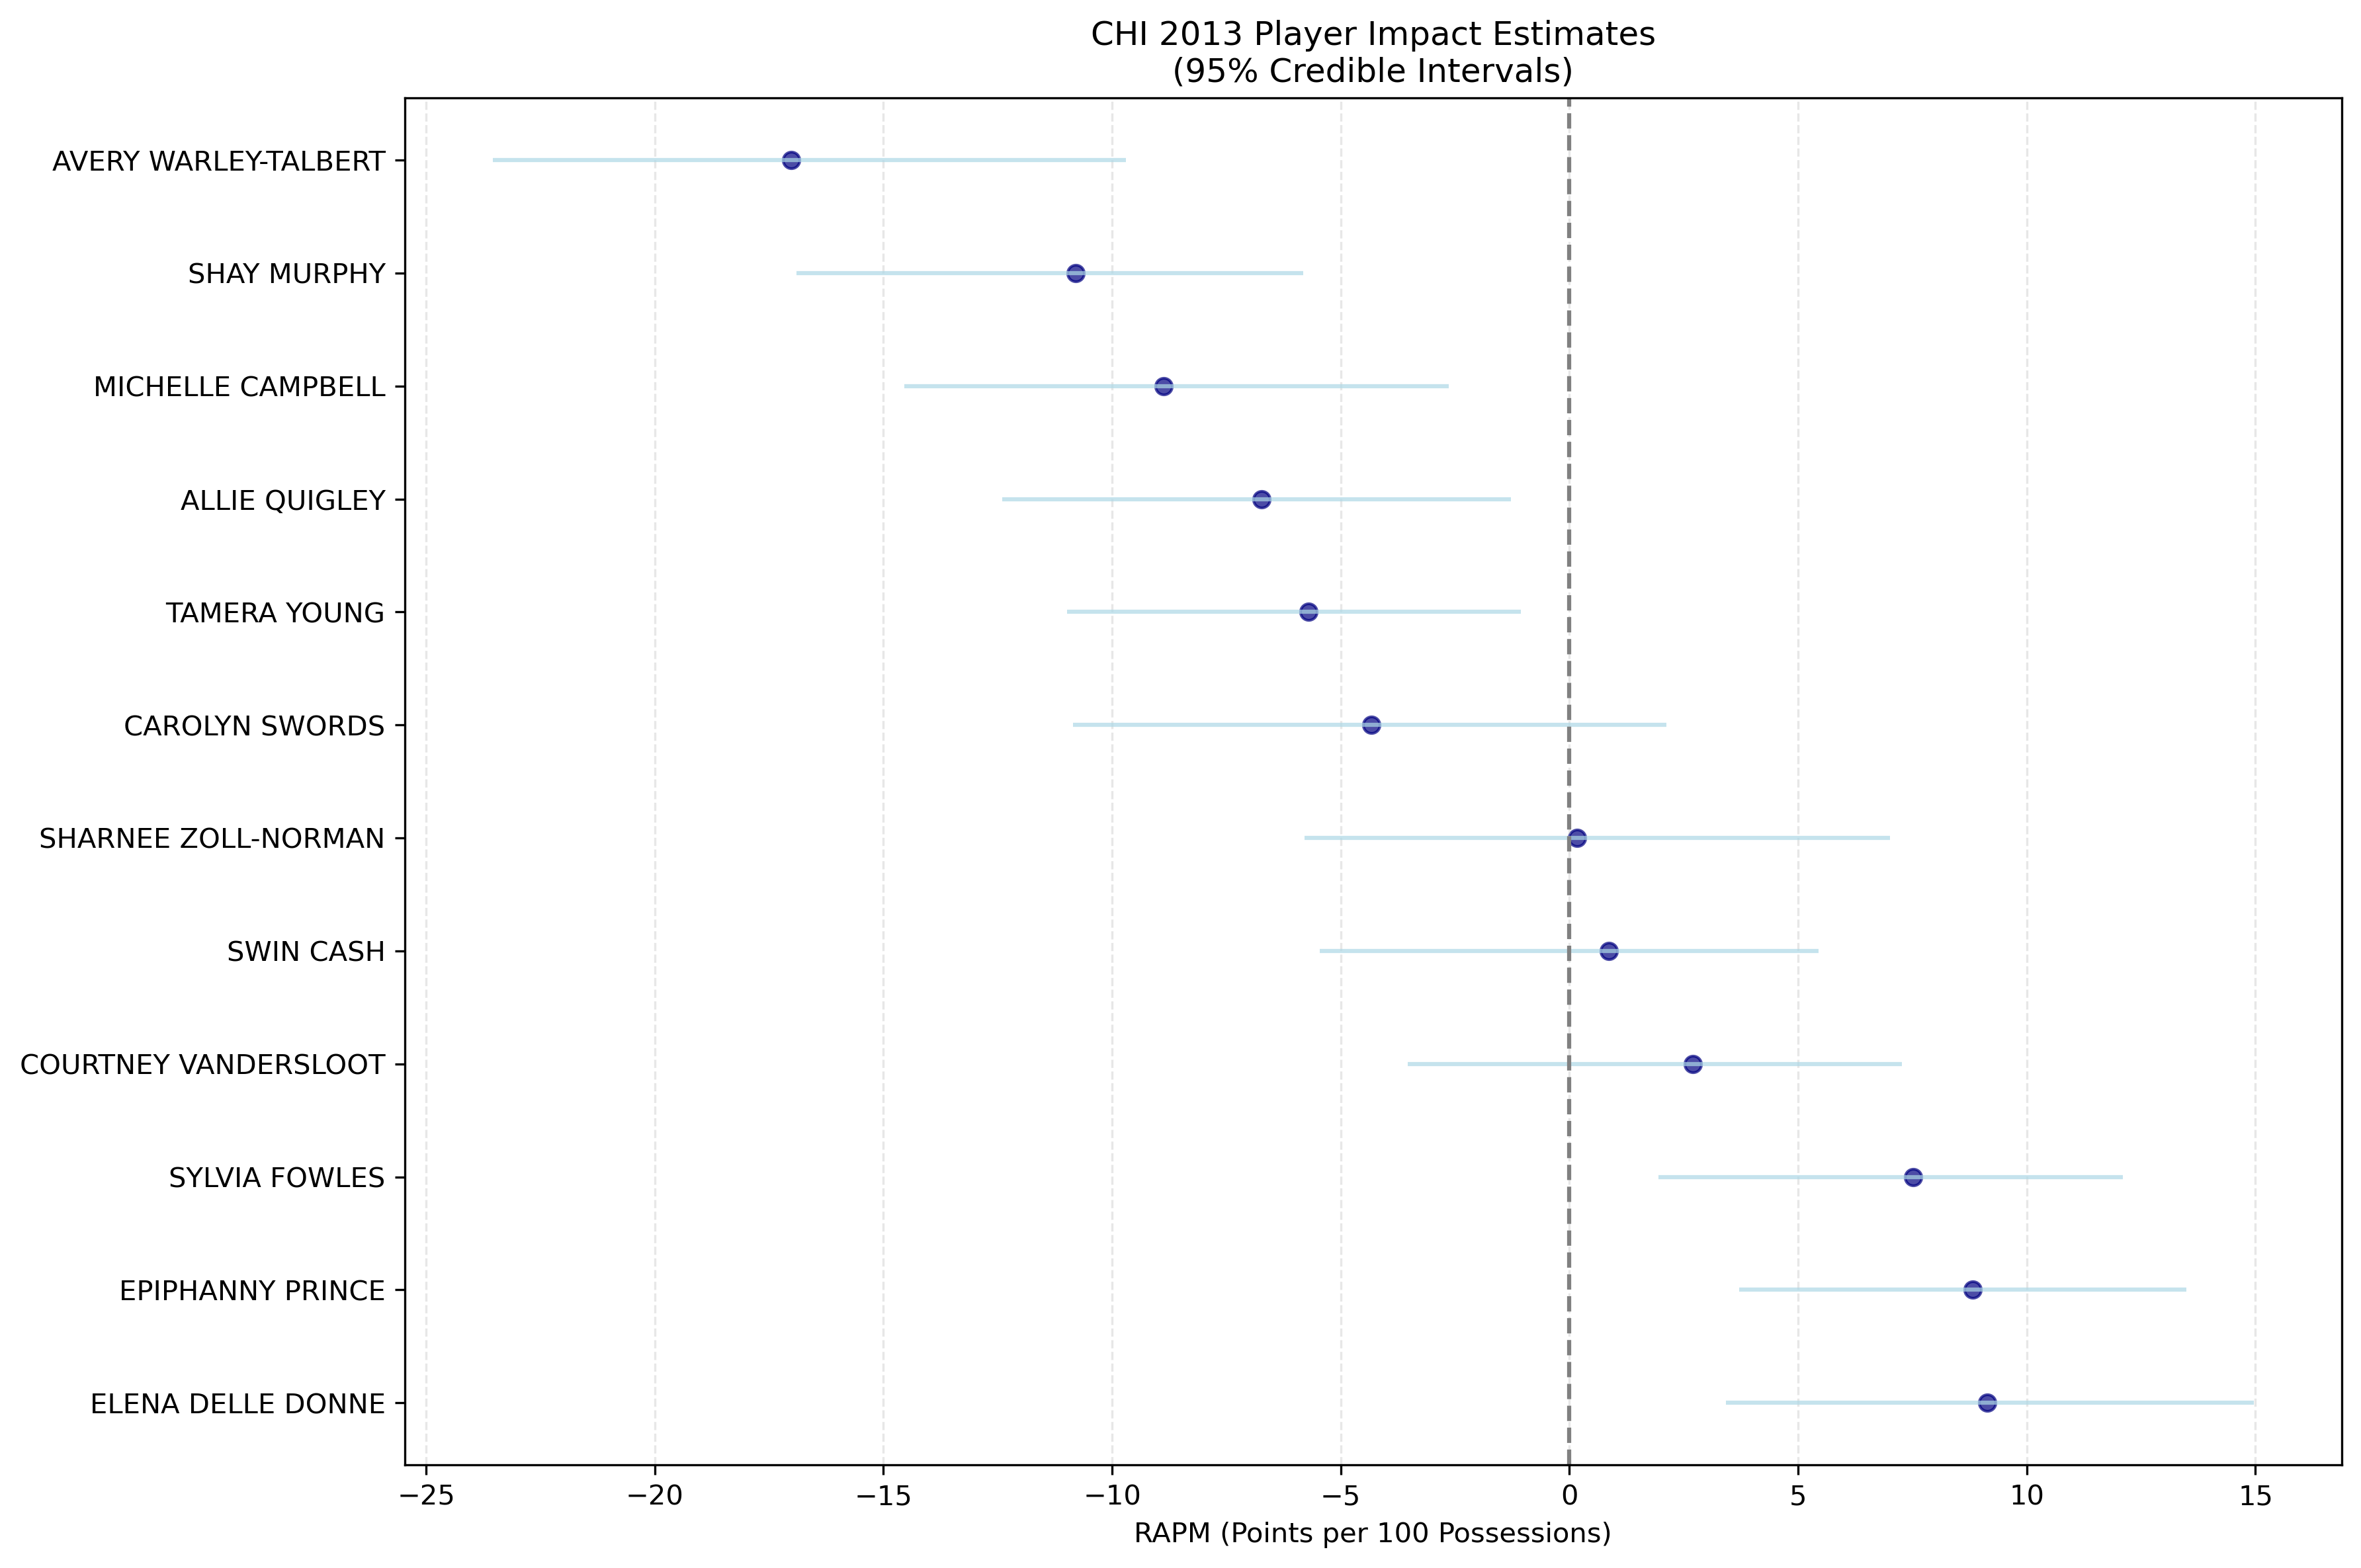 CHI 2013 Player Impact Estimates
(95% Credible Intervals)
AVERY WARLEY-TALBERT
SHAY MURPHY
MICHELLE CAMPBELL
ALLIE QUIGLEY
TAMERA YOUNG
CAROLYN SWORDS
SHARNEE ZOLL-NORMAN
SWIN CASH
COURTNEY VANDERSLOOT
SYLVIA FOWLES
EPIPHANNY PRINCE
ELENA DELLE DONNE
−25 −20 −15 −10 −5 0 5 10 15
RAPM (Points per 100 Possessions)